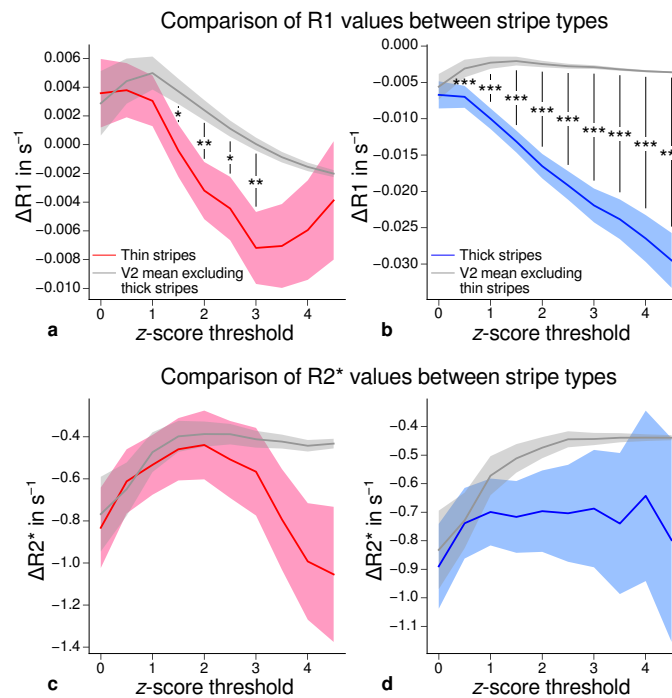 Comparison of R1 values between stripe types
0.006
0.004
0.002
0.000
−0.002
−0.004
−0.006
−0.008
−0.010
ΔR1 in s⁻¹
*
**
*
**
Thin stripes
V2 mean excluding
thick stripes
0 1 2 3 4
a
z-score threshold
0.000
−0.005
−0.010
−0.015
−0.020
−0.025
−0.030
ΔR1 in s⁻¹
***
***
***
***
***
***
***
***
**
Thick stripes
V2 mean excluding
thin stripes
0 1 2 3 4
b
z-score threshold
Comparison of R2* values between stripe types
−0.4
−0.6
−0.8
−1.0
−1.2
−1.4
ΔR2* in s⁻¹
0 1 2 3 4
c
z-score threshold
−0.4
−0.5
−0.6
−0.7
−0.8
−0.9
−1.0
−1.1
ΔR2* in s⁻¹
0 1 2 3 4
d
z-score threshold